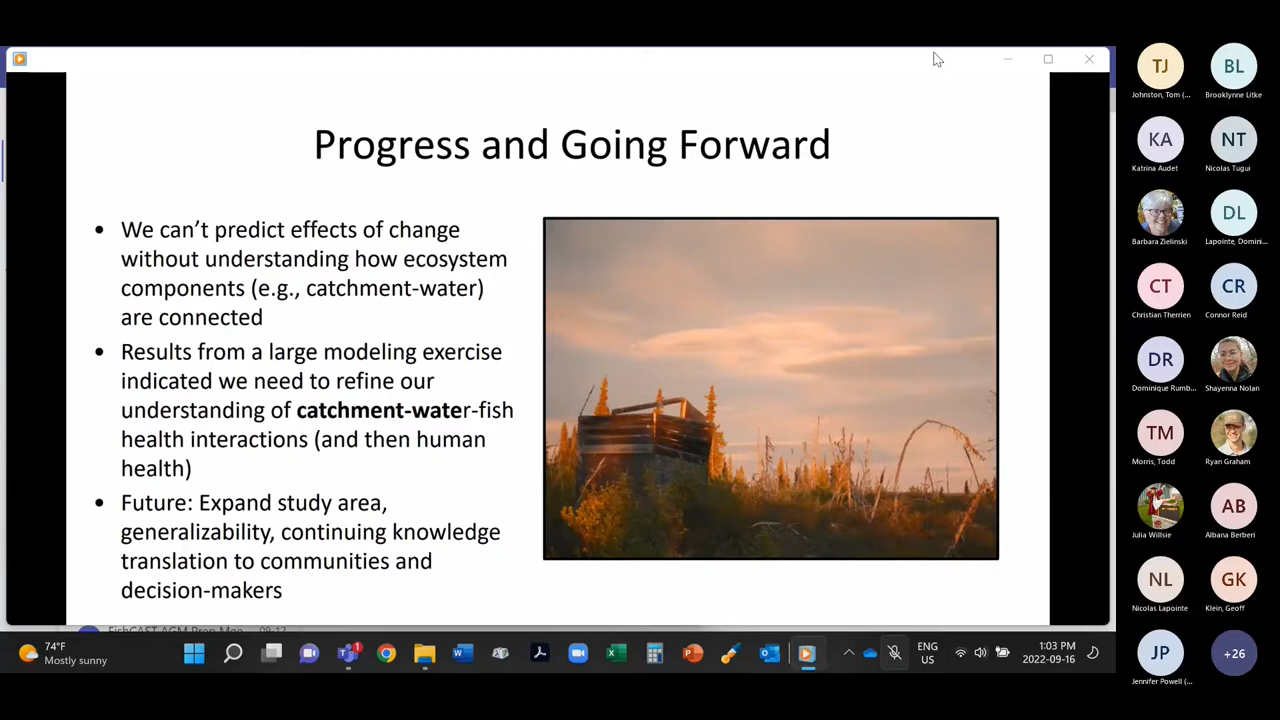 Progress and Going Forward
• We can’t predict effects of change
without understanding how ecosystem
components (e.g., catchment-water)
are connected
• Results from a large modeling exercise
indicated we need to refine our
understanding of catchment-water-fish
health interactions (and then human
health)
• Future: Expand study area,
generalizability, continuing knowledge
translation to communities and
decision-makers
TJ
Johnston, Tom (...
BL
Brooklynne Litke
KA
Katrina Audet
NT
Nicolas Tugui
Barbara Zielinski
DL
Lapointe, Domini...
CT
Christian Therrien
CR
Connor Reid
DR
Dominique Rumb...
Shayenna Nolan
TM
Morris, Todd
Ryan Graham
Julia Willsie
AB
Albana Berberi
NL
Nicolas Lapointe
GK
Klein, Geoff
JP
Jennifer Powell (...
+26
74°F
Mostly sunny
1
ENG
US
1:03 PM
2022-09-16